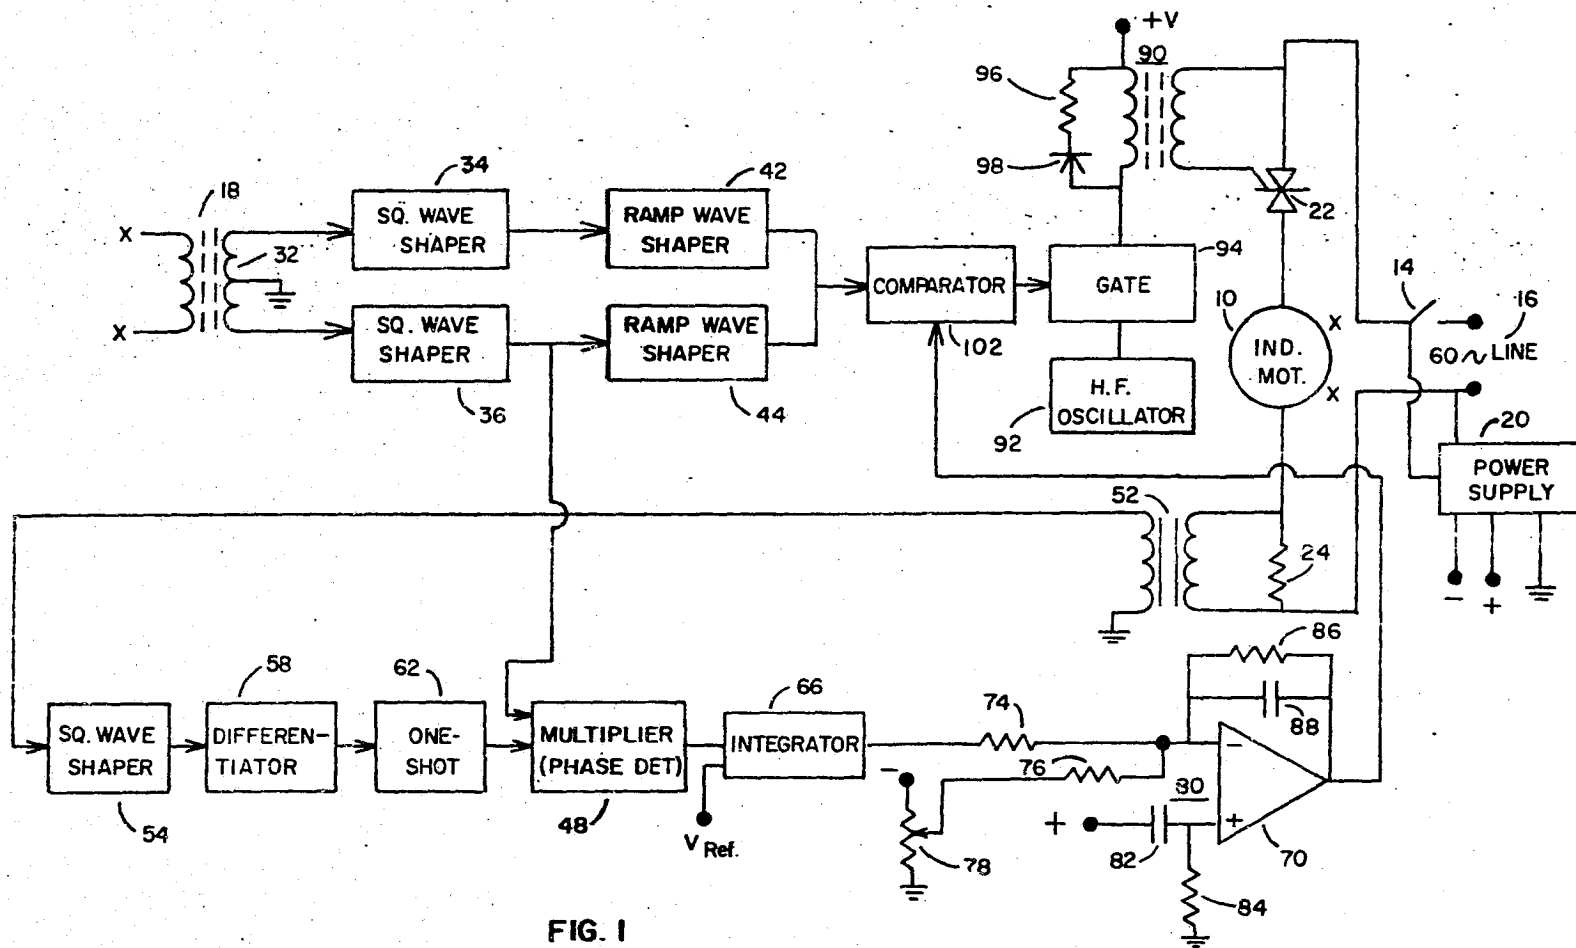 +V
90
96
98
22
34
42
18
X
32
SQ. WAVE
SHAPER
RAMP WAVE
SHAPER
94
COMPARATOR
GATE
102
14
16
60 ~ LINE
10
X
IND.
MOT.
X
X
SQ. WAVE
SHAPER
RAMP WAVE
SHAPER
36
44
H.F.
OSCILLATOR
92
20
POWER
SUPPLY
- +
52
24
86
88
58
62
66
74
SQ. WAVE
SHAPER
DIFFEREN-
TIATOR
ONE-
SHOT
MULTIPLIER
(PHASE DET)
INTEGRATOR
-
76
-
80
+
+
54
48
V Ref.
78
82
70
84
FIG. 1